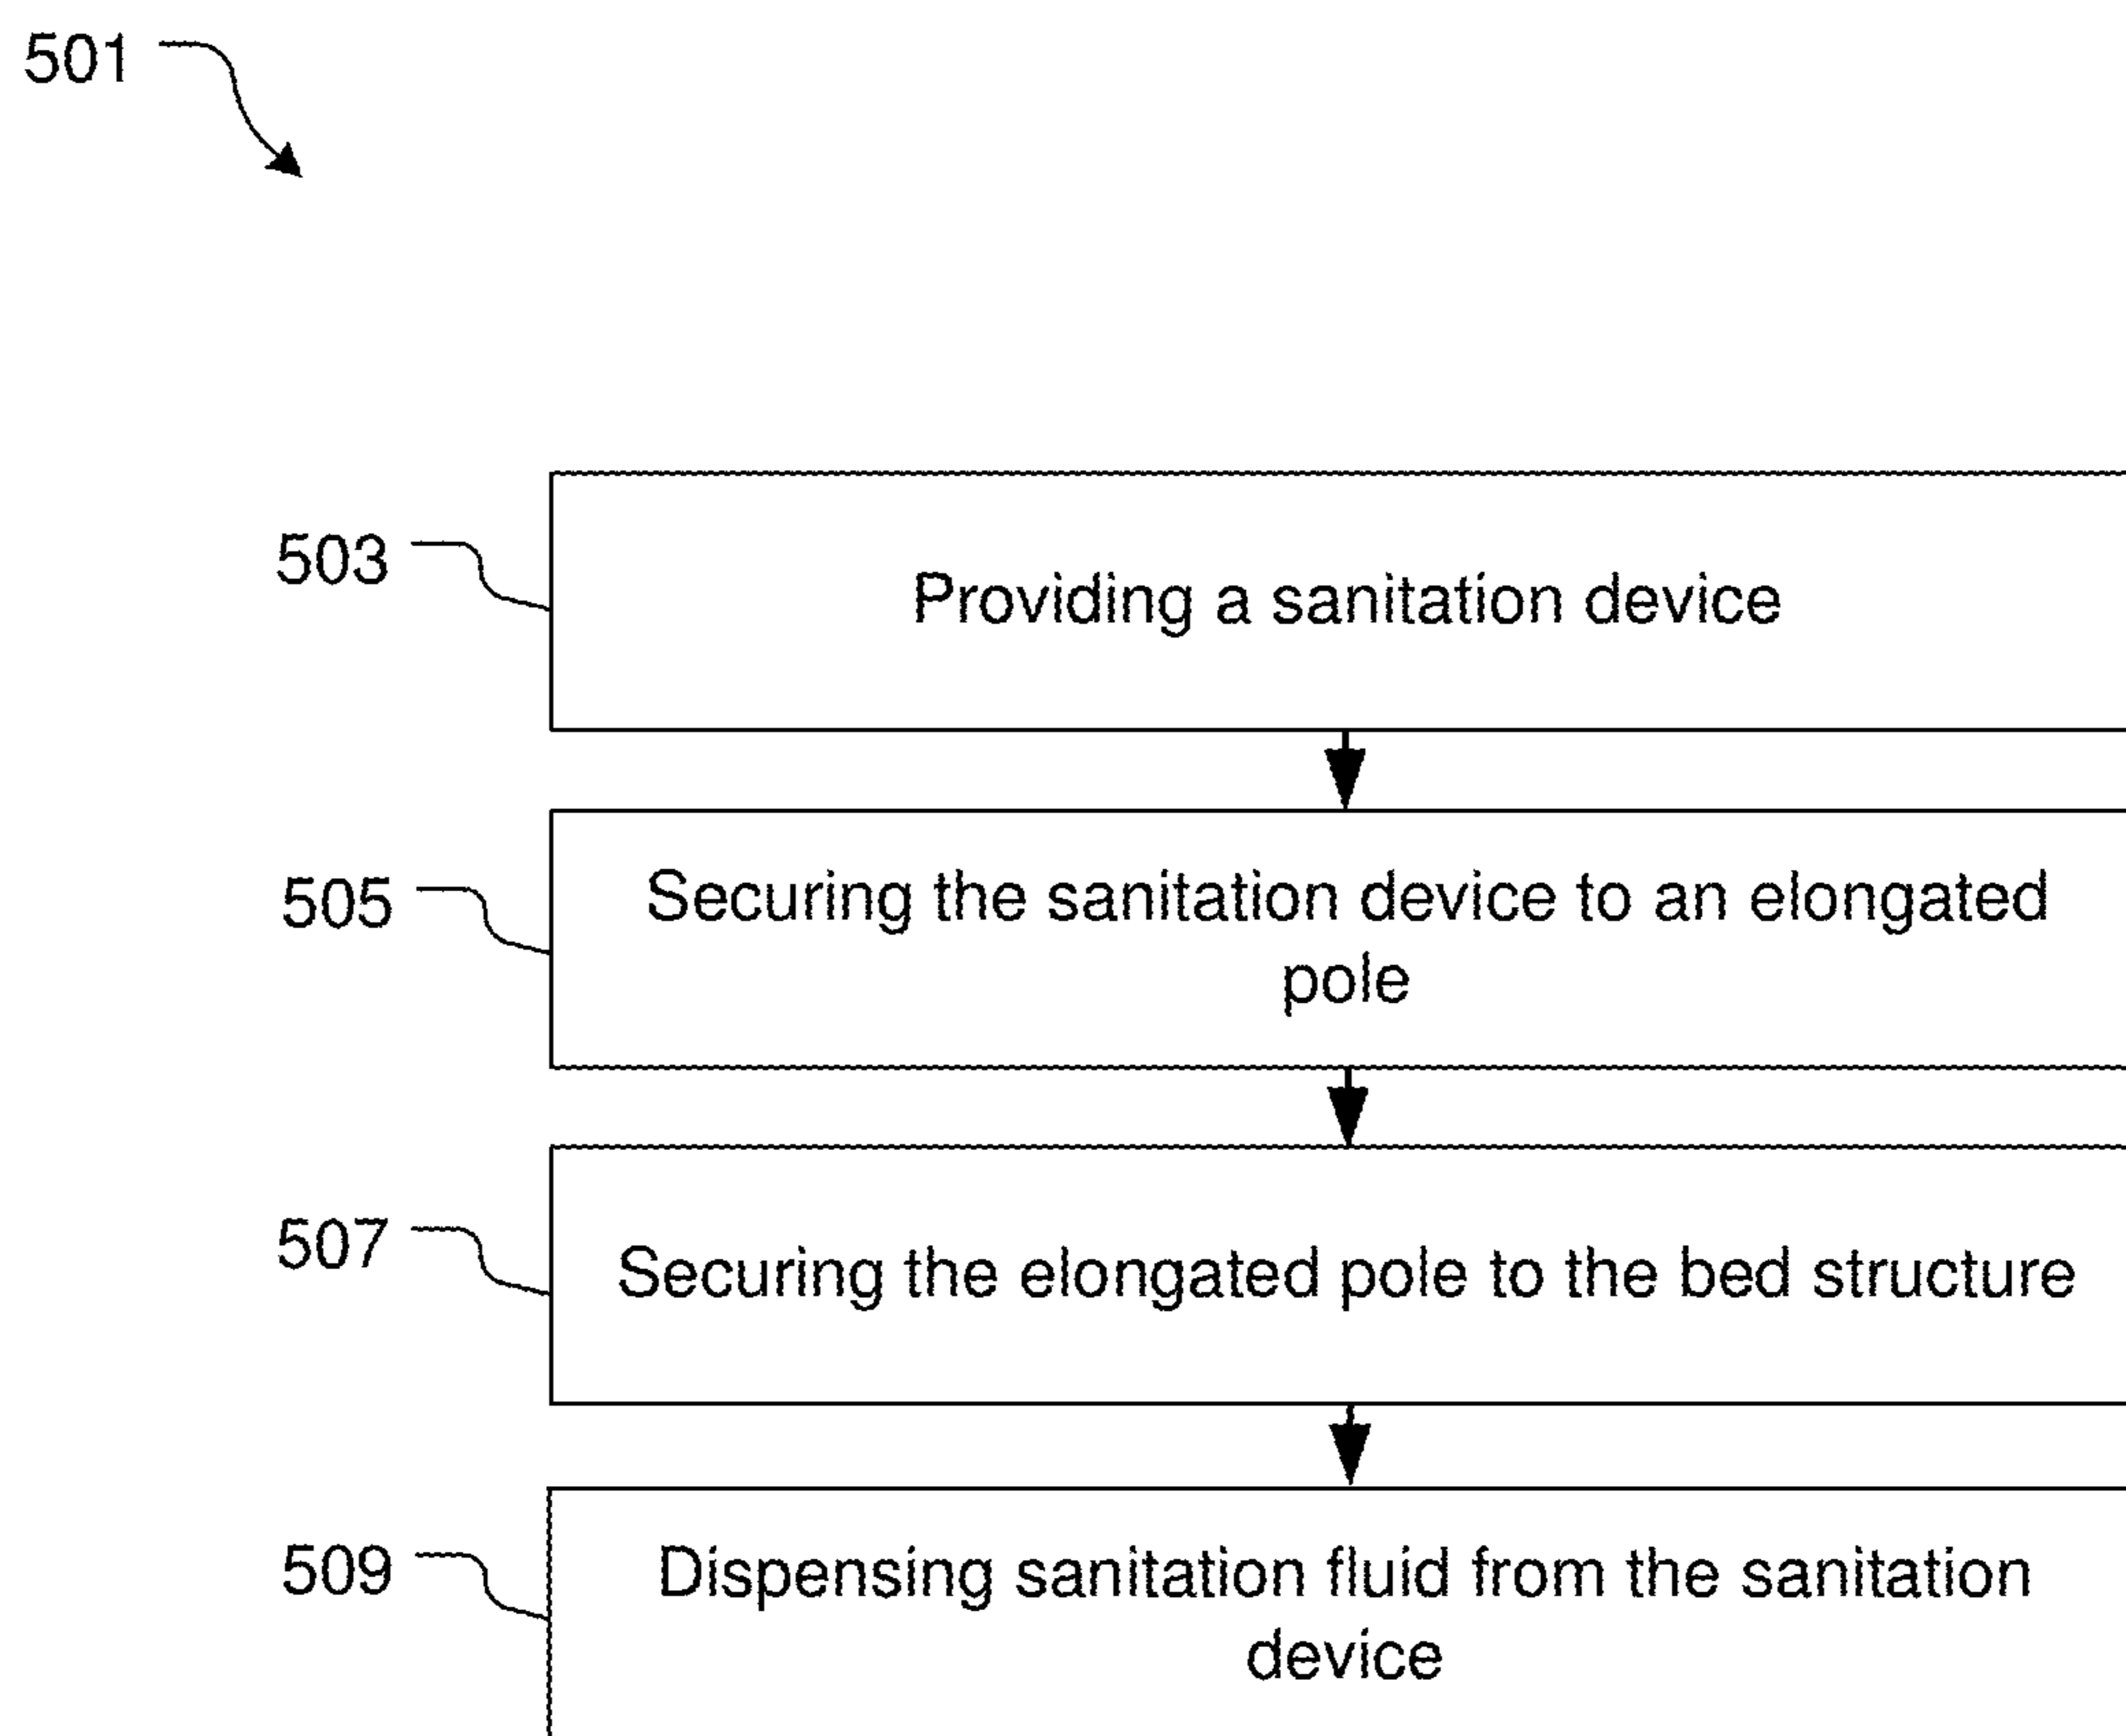 501
503
Providing a sanitation device
505
Securing the sanitation device to an elongated
pole
507
Securing the elongated pole to the bed structure
509
Dispensing sanitation fluid from the sanitation
device